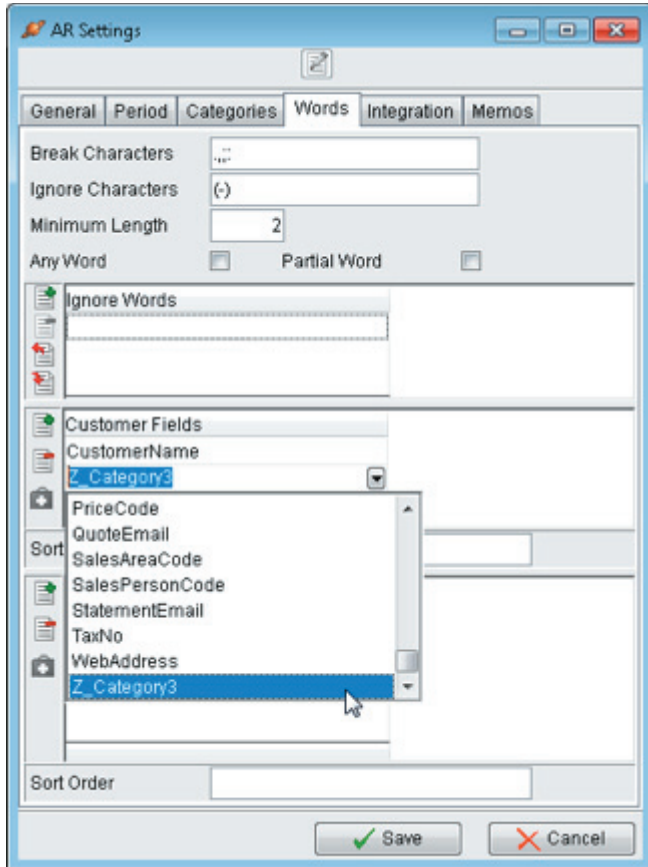 AR Settings
General Period Categories Words Integration Memos
Break Characters .,;:
Ignore Characters (-)
Minimum Length 2
Any Word Partial Word
Ignore Words
Customer Fields
CustomerName
Z_Category3
PriceCode
QuoteEmail
Sort
SalesAreaCode
SalesPersonCode
StatementEmail
TaxNo
WebAddress
Z_Category3
Sort Order
Save Cancel